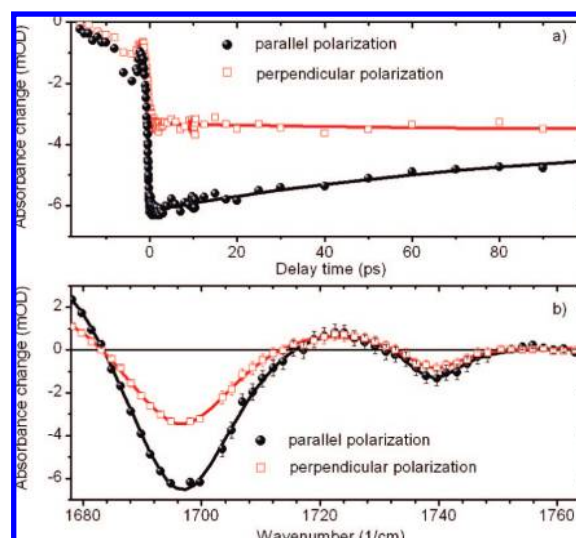 0
-2
-4
-6
Absorbance change (mOD)
parallel polarization
perpendicular polarization
a)
0 20 40 60 80
Delay time (ps)
2
0
-2
-4
-6
Absorbance change (mOD)
b)
parallel polarization
perpendicular polarization
1680 1700 1720 1740 1760
Wavenumber (1/cm)